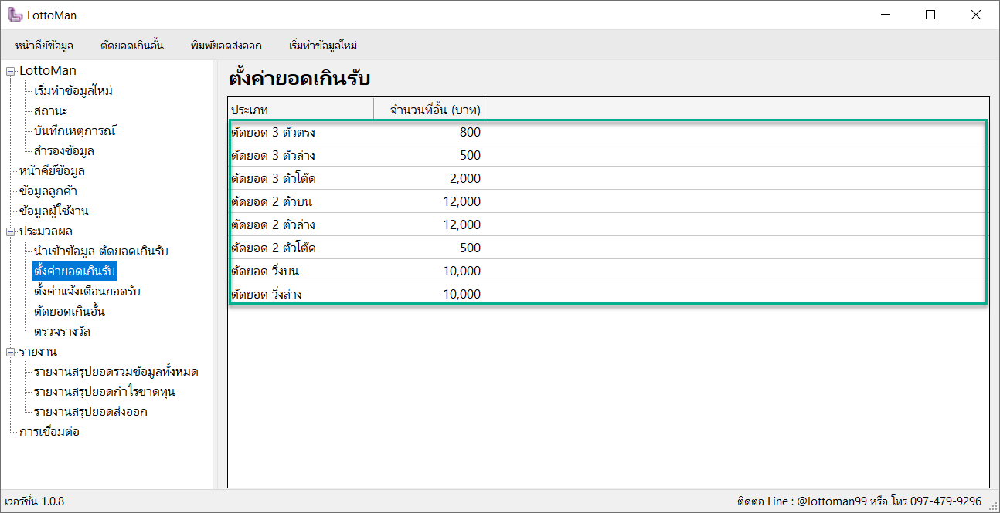 LottoMan
หน้าคีย์ข้อมูล ตัดยอดเกินอั้น พิมพ์ยอดส่งออก เริ่มทำข้อมูลใหม่
LottoMan
เริ่มทำข้อมูลใหม่
สถานะ
บันทึกเหตุการณ์
สำรองข้อมูล
หน้าคีย์ข้อมูล
ข้อมูลลูกค้า
ข้อมูลผู้ใช้งาน
ประมวลผล
นำเข้าข้อมูล ตัดยอดเกินรับ
ตั้งค่ายอดเกินรับ
ตั้งค่าแจ้งเตือนยอดรับ
ตัดยอดเกินอั้น
ตรวจรางวัล
รายงาน
รายงานสรุปยอดรวมข้อมูลทั้งหมด
รายงานสรุปยอดกำไรขาดทุน
รายงานสรุปยอดส่งออก
การเชื่อมต่อ
ตั้งค่ายอดเกินรับ
ประเภท จำนวนที่อั้น (บาท)
ตัดยอด 3 ตัวตรง 800
ตัดยอด 3 ตัวล่าง 500
ตัดยอด 3 ตัวโต๊ด 2,000
ตัดยอด 2 ตัวบน 12,000
ตัดยอด 2 ตัวล่าง 12,000
ตัดยอด 2 ตัวโต๊ด 500
ตัดยอด วิ่งบน 10,000
ตัดยอด วิ่งล่าง 10,000
เวอร์ชั่น 1.0.8 ติดต่อ Line : @lottoman99 หรือ โทร 097-479-9296